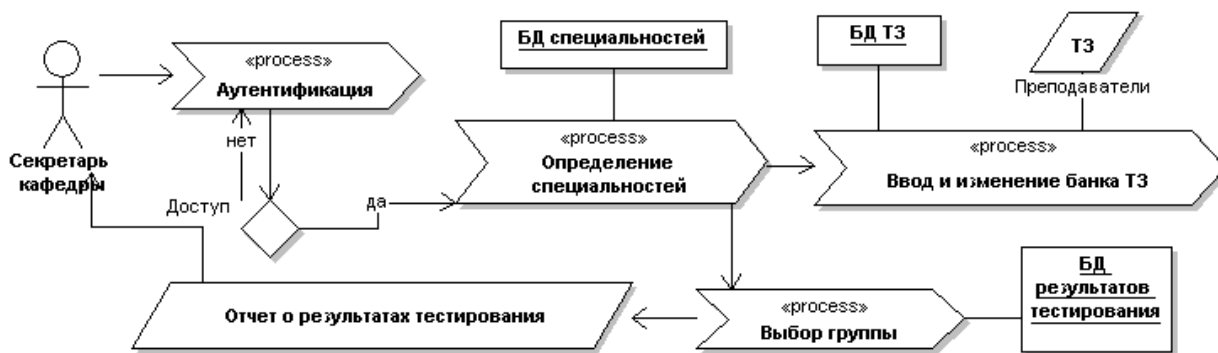 БД специальностей
БД ТЗ
ТЗ
«process»
Аутентификация
Преподаватели
нет
«process»
Определение
специальностей
«process»
Ввод и изменение банка ТЗ
Секретарь
кафедры
Доступ
да
БД
результатов
тестирования
Отчет о результатах тестирования
«process»
Выбор группы